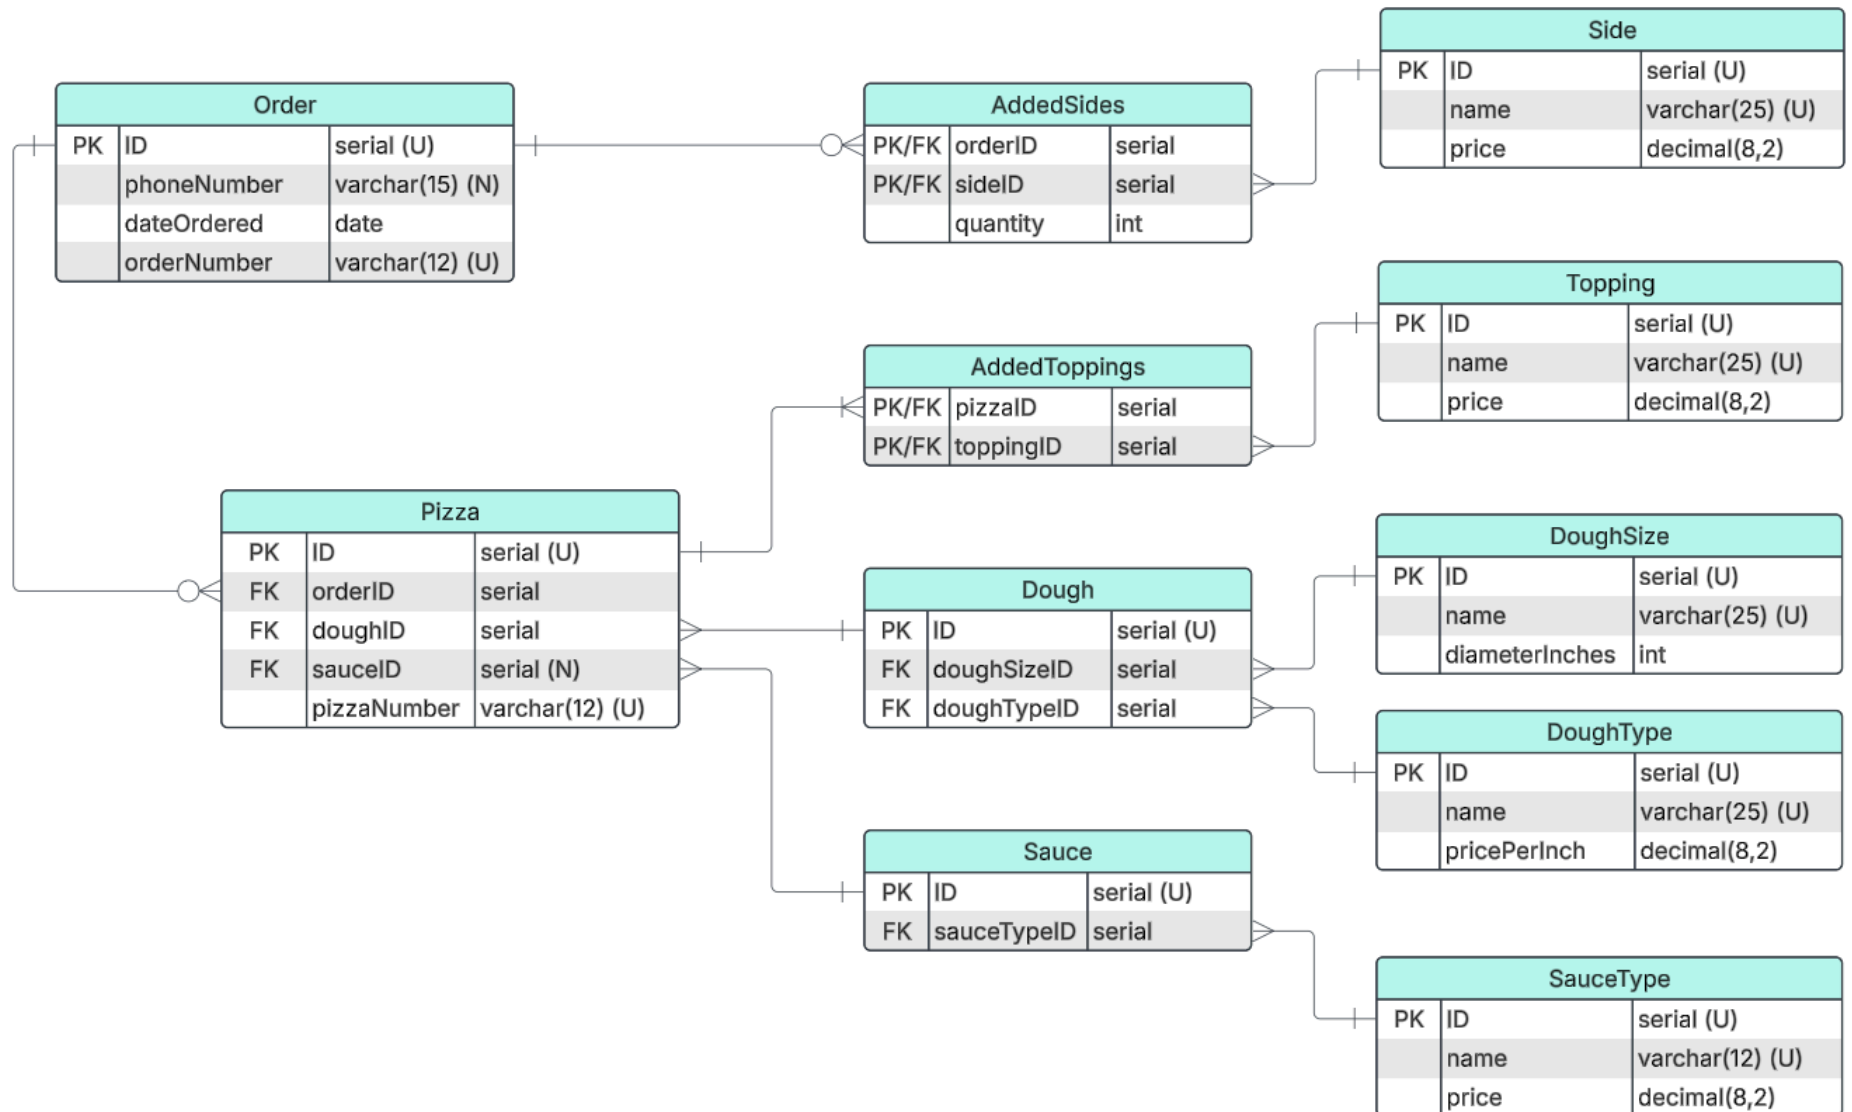 Order
PK ID serial (U)
phoneNumber varchar(15) (N)
dateOrdered date
orderNumber varchar(12) (U)
AddedSides
PK/FK orderID serial
PK/FK sideID serial
quantity int
Side
PK ID serial (U)
name varchar(25) (U)
price decimal(8,2)
Topping
PK ID serial (U)
name varchar(25) (U)
price decimal(8,2)
AddedToppings
PK/FK pizzaID serial
PK/FK toppingID serial
Pizza
PK ID serial (U)
FK orderID serial
FK doughID serial
FK sauceID serial (N)
pizzaNumber varchar(12) (U)
Dough
PK ID serial (U)
FK doughSizeID serial
FK doughTypeID serial
DoughSize
PK ID serial (U)
name varchar(25) (U)
diameterInches int
DoughType
PK ID serial (U)
name varchar(25) (U)
pricePerInch decimal(8,2)
Sauce
PK ID serial (U)
FK sauceTypeID serial
SauceType
PK ID serial (U)
name varchar(12) (U)
price decimal(8,2)